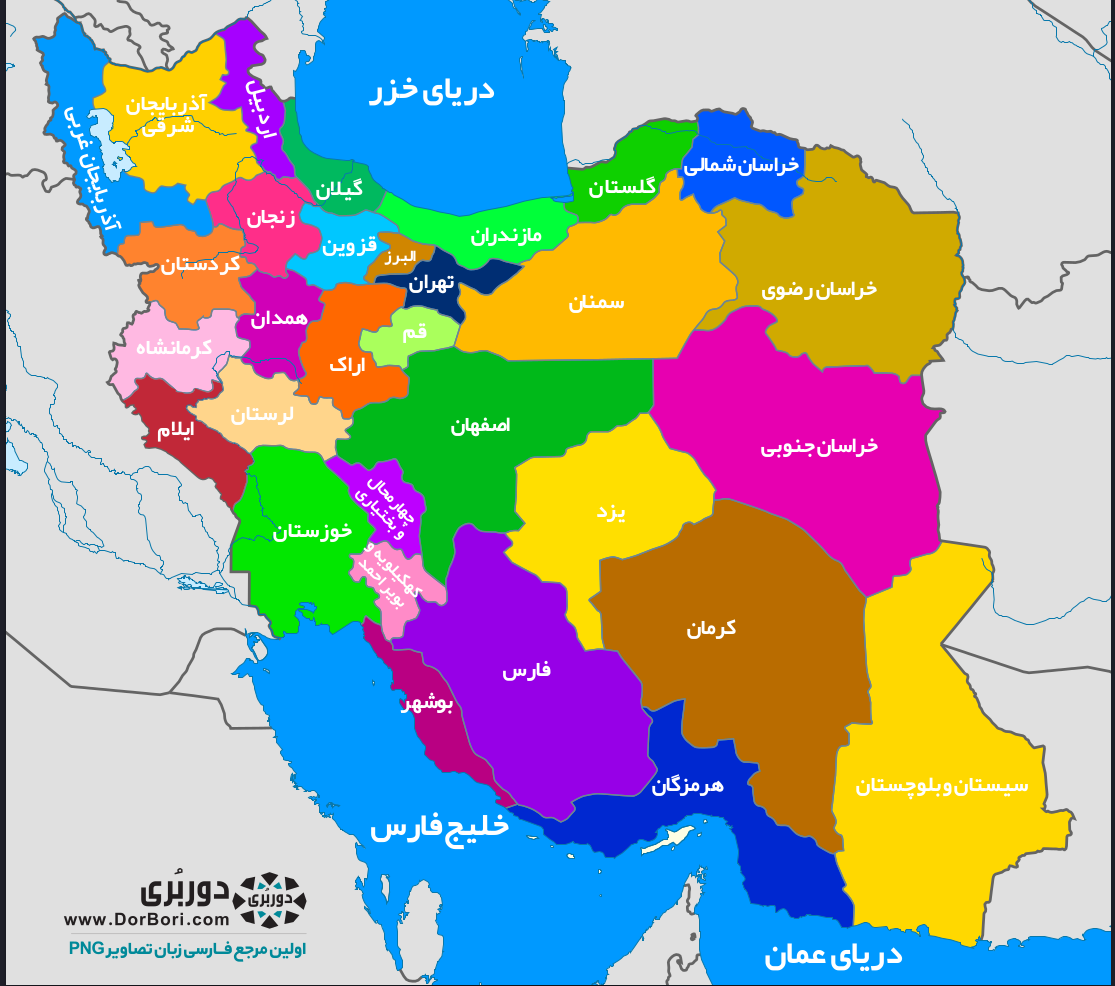 دریای خزر
اردبیل
آذربایجان
شرقی
آذربایجان غربی
گیلان
زنجان
قزوین
مازندران
گلستان
خراسان شمالی
خراسان رضوی
البرز
تهران
سمنان
کردستان
همدان
قم
کرمانشاه
اراک
لرستان
ایلام
اصفهان
خراسان جنوبی
چهارمحال
و بختیاری
یزد
خوزستان
کهکیلویه و
بویر احمد
کرمان
فارس
بوشهر
هرمزگان
سیستان و بلوچستان
خلیج فارس
دریای عمان
دوربُری
دوربُری
www.DorBori.com
اولین مرجع فارسی زبان تصاویر PNG